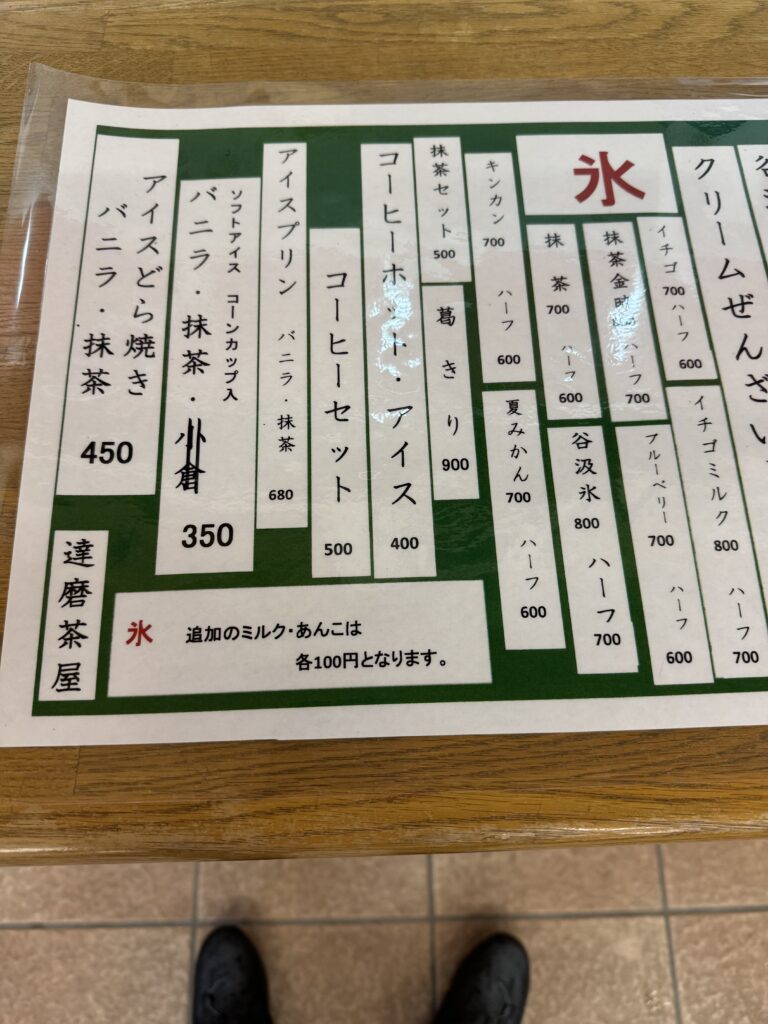 谷
クリームぜんざい
氷
イチゴ 700 ハーフ 600
抹茶金時 ハーフ 700
抹茶 700 ハーフ 600
キンカン 700 ハーフ 600
イチゴミルク 800 ハーフ 700
ブルーベリー 700 ハーフ 600
谷汲氷 800 ハーフ 700
夏みかん 700 ハーフ 600
抹茶セット 500
葛きり 900
コーヒーホット・アイス 400
コーヒーセット 500
アイスプリン バニラ・抹茶 680
ソフトアイス コーンカップ入
バニラ・抹茶・小倉 350
アイスどら焼き
バニラ・抹茶 450
氷 追加のミルク・あんこは
各100円となります。
達磨茶屋